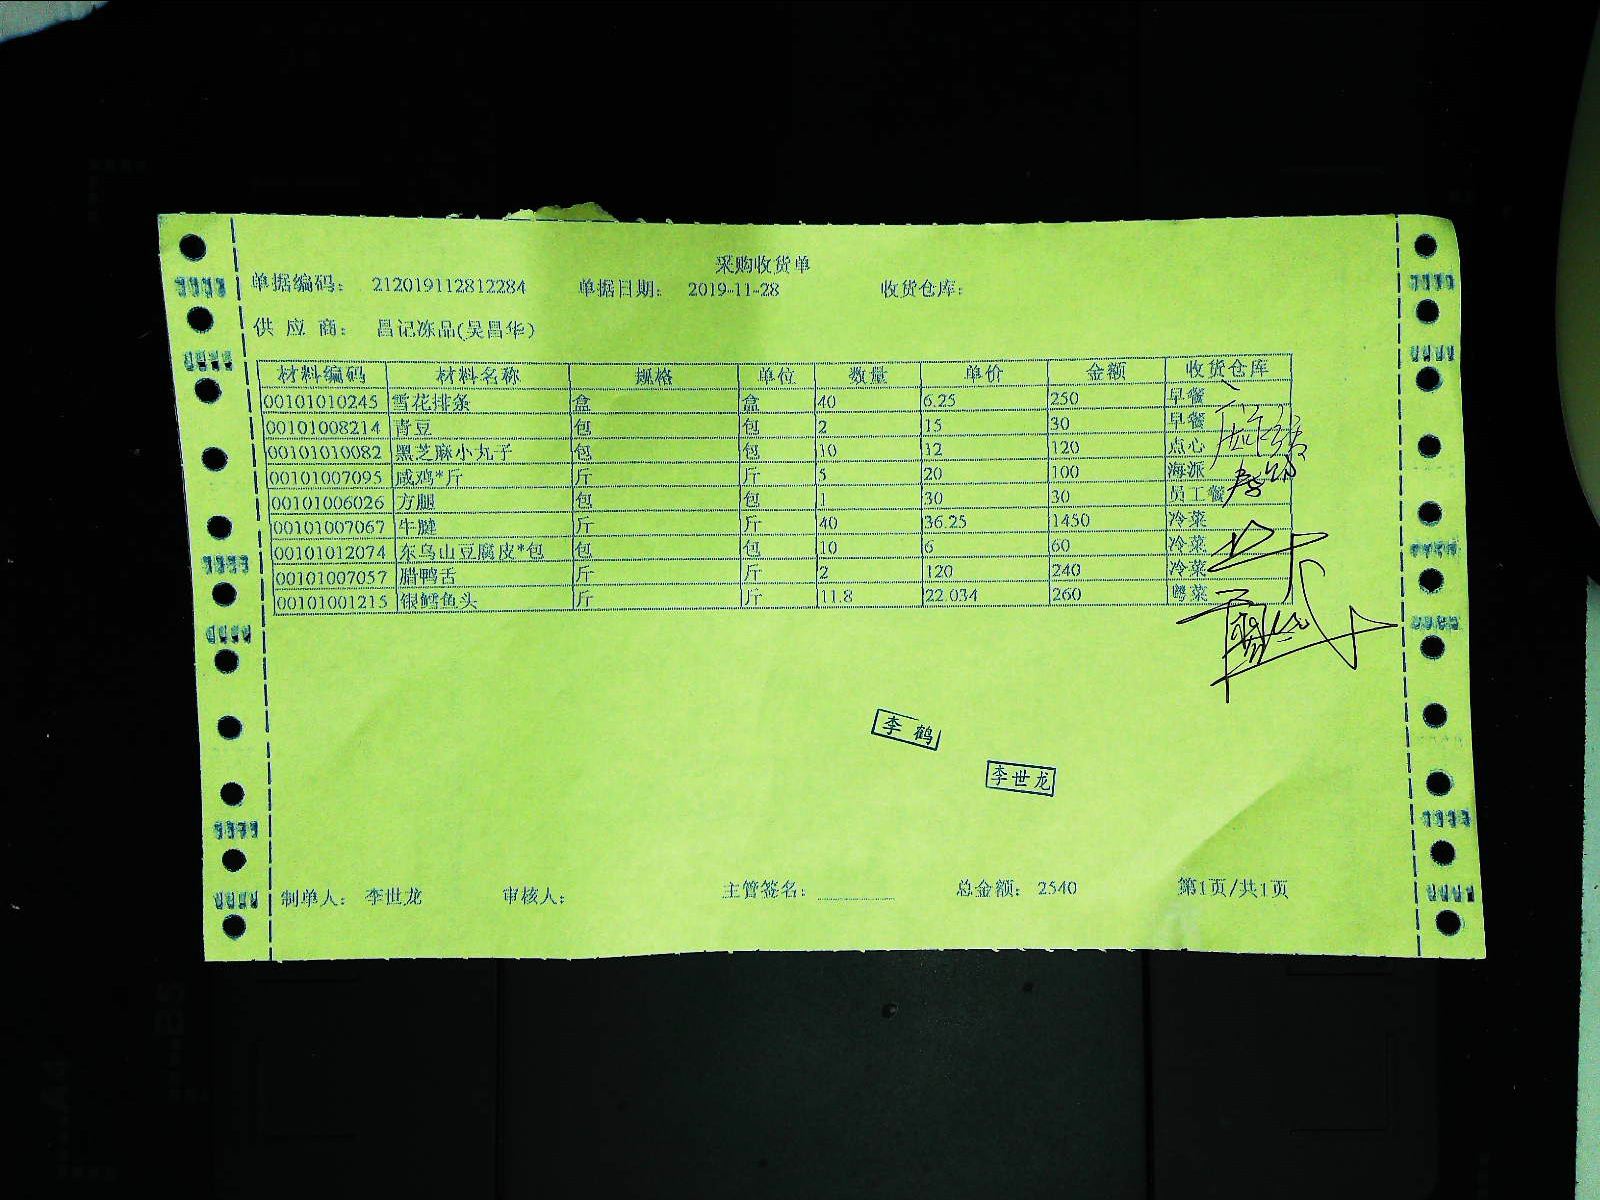 采购收货单
单据编码： 212019112812284 单据日期： 2019-11-28 收货仓库：
供 应 商： 昌记冻品(吴昌华)
材料编码 材料名称 规格 单位 数量 单价 金额 收货仓库
00101010245 雪花排条 盒 盒 40 6.25 250 早餐
00101008214 青豆 包 包 2 15 30 早餐
00101010082 黑芝麻小丸子 包 包 10 12 120 点心
00101007095 咸鸡*斤 斤 斤 5 20 100 海派
00101006026 方腿 包 包 1 30 30 员工餐
00101007067 牛腱 斤 斤 40 36.25 1450 冷菜
00101012074 东乌山豆腐皮*包 包 包 10 6 60 冷菜
00101007057 腊鸭舌 斤 斤 2 120 240 冷菜
00101001215 银鳕鱼头 斤 斤 11.8 22.034 260 粤菜
李鹤
李世龙
制单人： 李世龙 审核人： 主管签名： 总金额： 2540 第1页/共1页